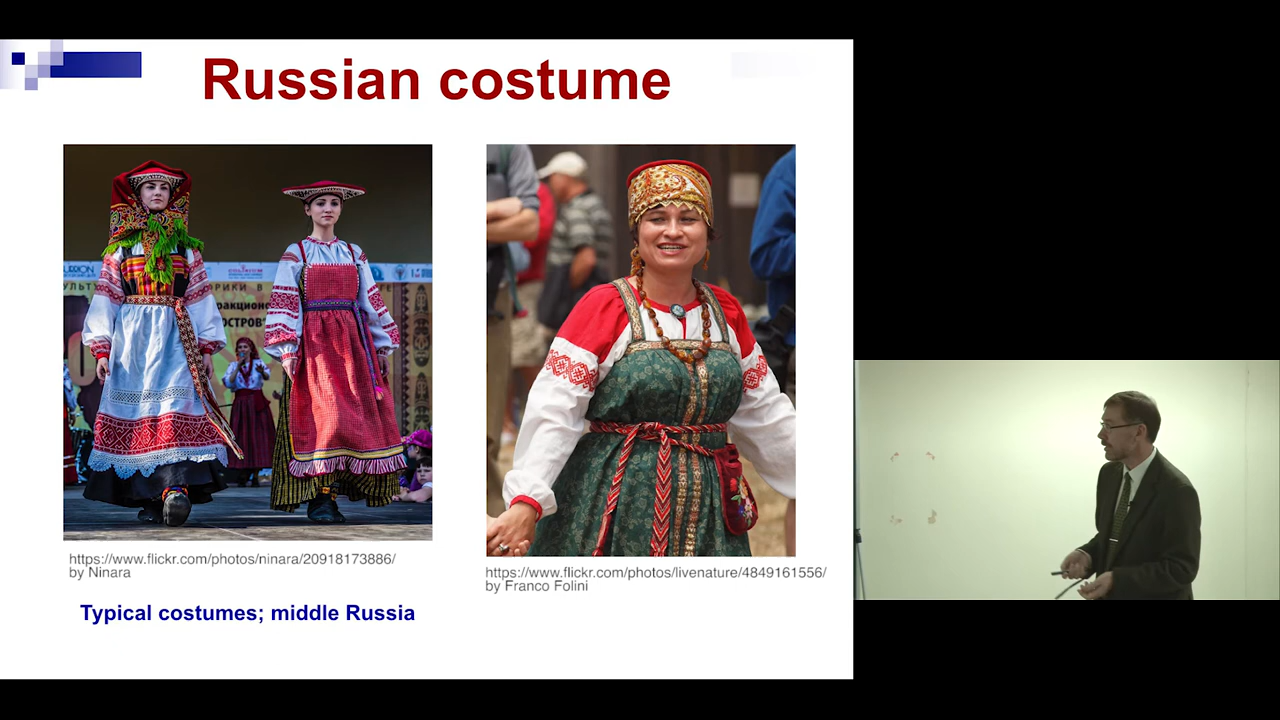 Russian costume
https://www.flickr.com/photos/ninara/20918173886/
by Ninara
https://www.flickr.com/photos/livenature/4849161556/
by Franco Folini
Typical costumes; middle Russia